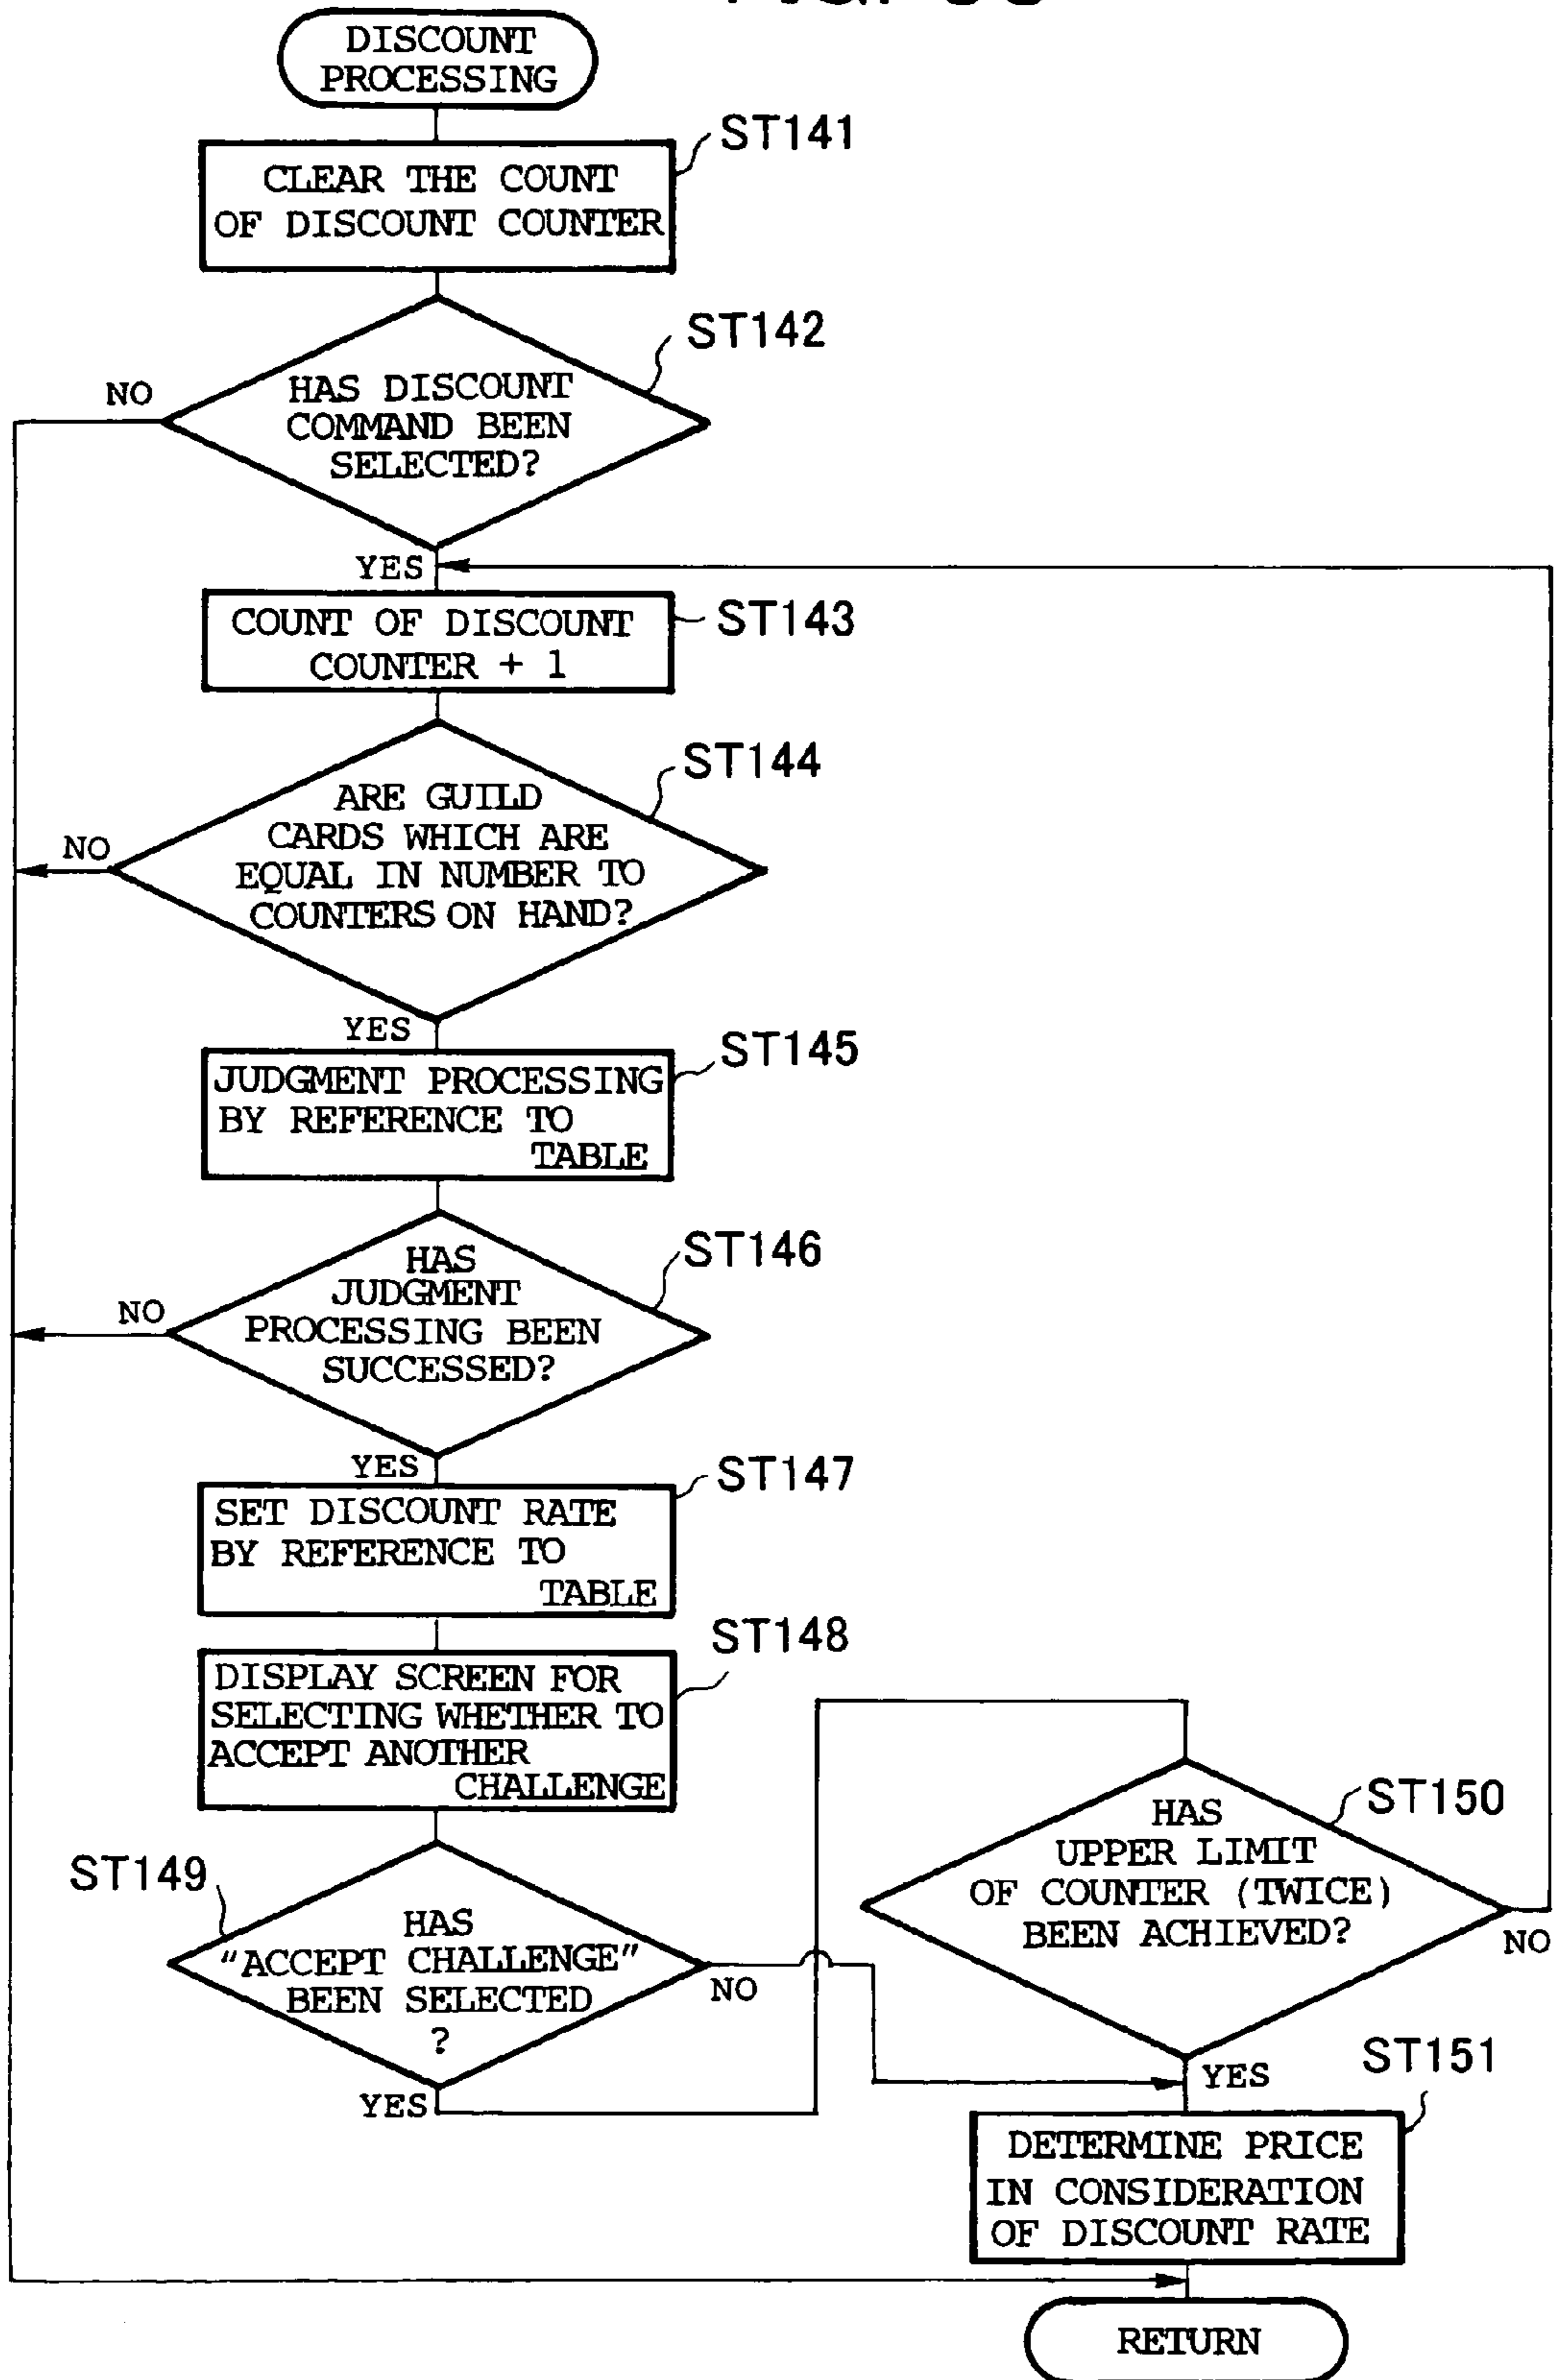 DISCOUNT
PROCESSING
ST141
CLEAR THE COUNT
OF DISCOUNT COUNTER
ST142
NO
HAS DISCOUNT
COMMAND BEEN
SELECTED?
YES
ST143
COUNT OF DISCOUNT
COUNTER + 1
ST144
ARE GUILD
CARDS WHICH ARE
EQUAL IN NUMBER TO
COUNTERS ON HAND?
NO
YES
ST145
JUDGMENT PROCESSING
BY REFERENCE TO
TABLE
ST146
HAS
JUDGMENT
PROCESSING BEEN
SUCCESSED?
NO
YES
ST147
SET DISCOUNT RATE
BY REFERENCE TO
TABLE
ST148
DISPLAY SCREEN FOR
SELECTING WHETHER TO
ACCEPT ANOTHER
CHALLENGE
ST149
HAS
"ACCEPT CHALLENGE"
BEEN SELECTED
?
NO
YES
ST150
HAS
UPPER LIMIT
OF COUNTER (TWICE)
BEEN ACHIEVED?
NO
YES
ST151
DETERMINE PRICE
IN CONSIDERATION
OF DISCOUNT RATE
RETURN